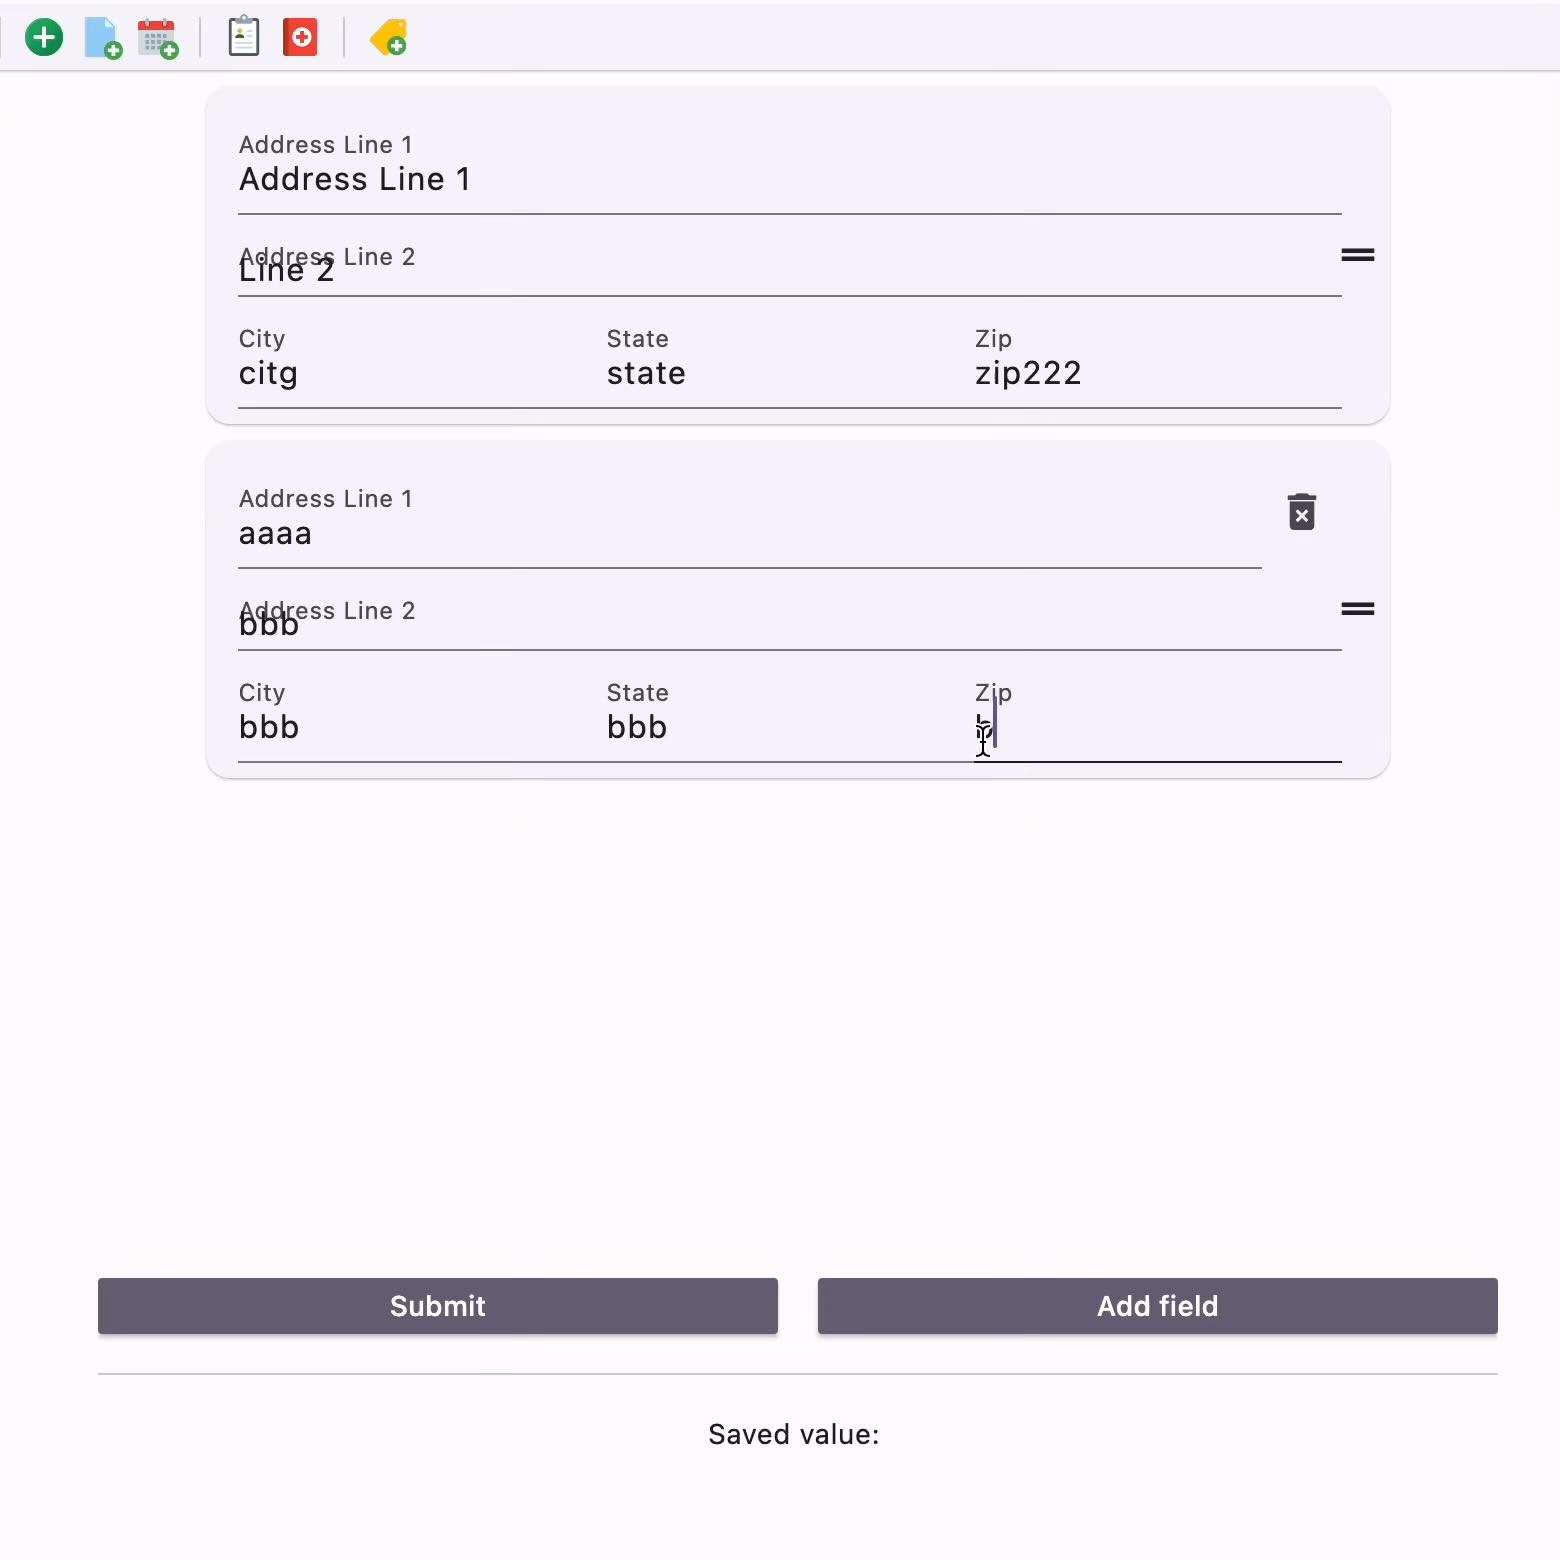 Address Line 1
Address Line 1
Address Line 2
Line 2
City State Zip
citg state zip222
Address Line 1
aaaa
Address Line 2
bbb
City State Zip
bbb bbb b
Submit Add field
Saved value: